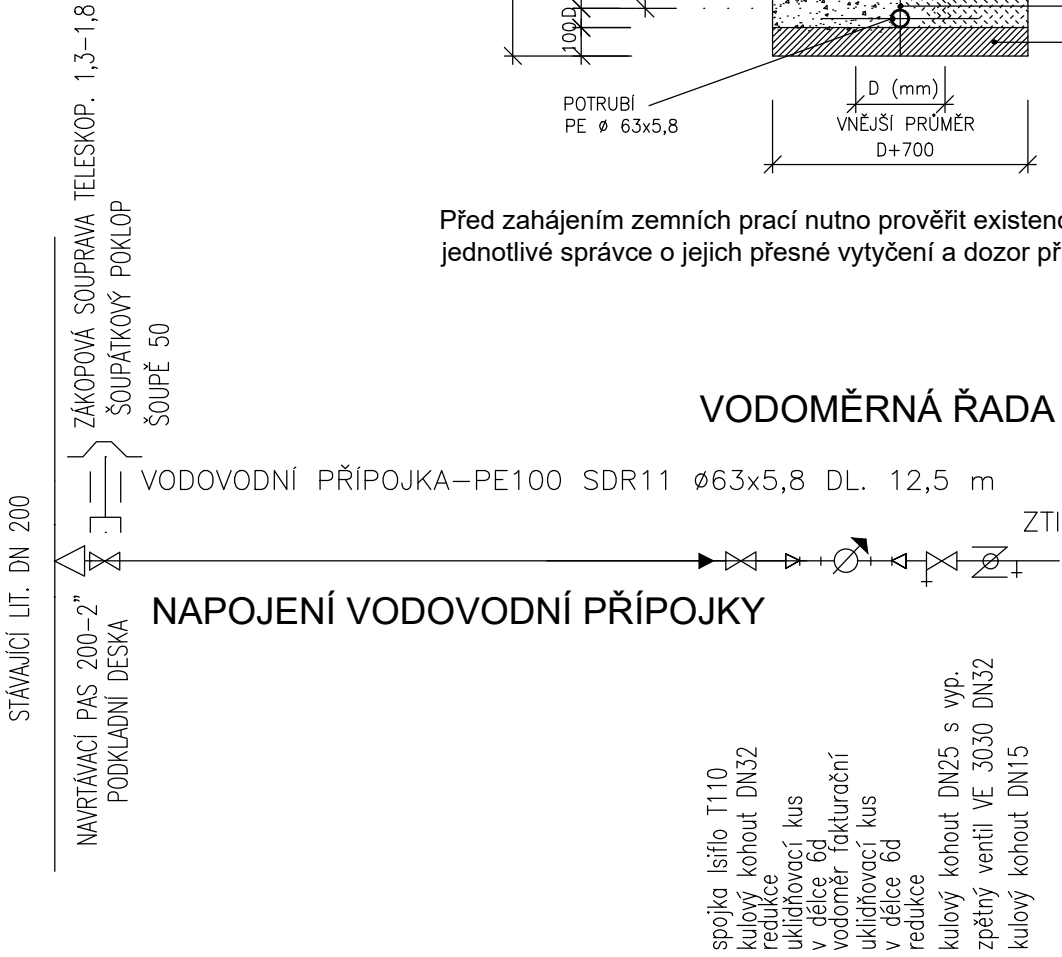 100
D
POTRUBÍ
PE ø 63x5,8
D (mm)
VNĚJŠÍ PRŮMĚR
D+700
Před zahájením zemních prací nutno prověřit
jednotlivé správce o jejich přesné vytyčení a dozor
ZÁKOPOVÁ SOUPRAVA TELESKOP. 1,3-1,8
ŠOUPÁTKOVÝ POKLOP
ŠOUPĚ 50
VODOMĚRNÁ ŘADA
VODOVODNÍ PŘÍPOJKA-PE100 SDR11 ø63x5,8 DL. 12,5 m
ZTI
STÁVAJÍCÍ LIT. DN 200
NAPOJENÍ VODOVODNÍ PŘÍPOJKY
NAVRTÁVACÍ PAS 200-2"
PODKLADNÍ DESKA
spojka Isiflo T110
kulový kohout DN32
redukce
uklidňovací kus
v délce 6d
vodoměr fakturační
uklidňovací kus
v délce 6d
redukce
kulový kohout DN25 s vyp.
zpětný ventil VE 3030 DN32
kulový kohout DN15